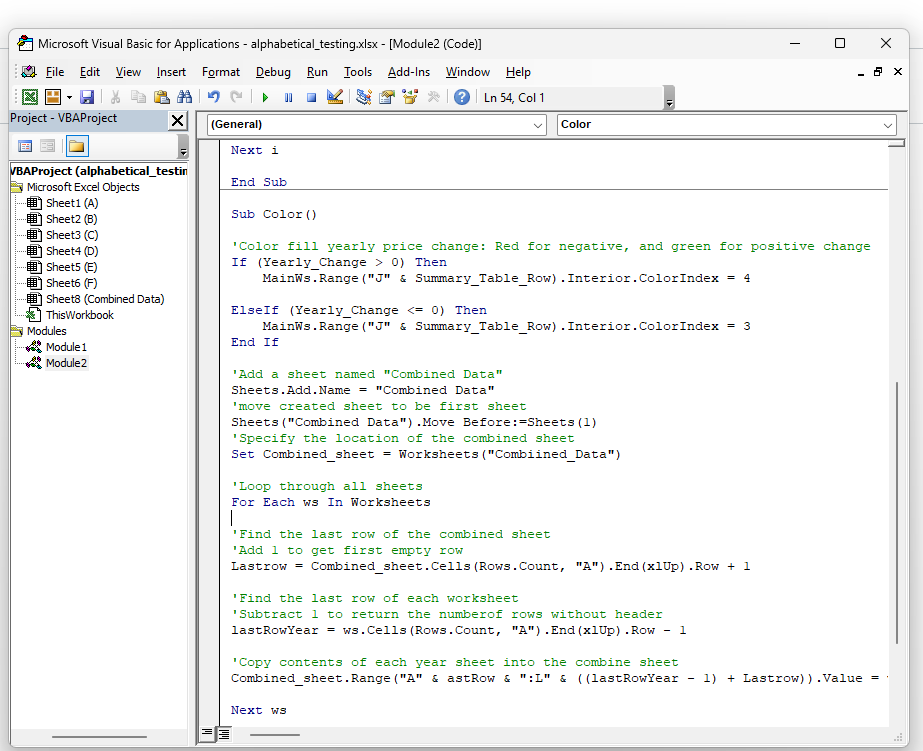 Microsoft Visual Basic for Applications - alphabetical_testing.xlsx - [Module2 (Code)]
File Edit View Insert Format Debug Run Tools Add-Ins Window Help
Ln 54, Col 1
Project - VBAProject
VBAProject (alphabetical_testin
Microsoft Excel Objects
Sheet1 (A)
Sheet2 (B)
Sheet3 (C)
Sheet4 (D)
Sheet5 (E)
Sheet6 (F)
Sheet8 (Combined Data)
ThisWorkbook
Modules
Module1
Module2
(General)
Color
Next i
End Sub
Sub Color()
'Color fill yearly price change: Red for negative, and green for positive change
If (Yearly_Change > 0) Then
MainWs.Range("J" & Summary_Table_Row).Interior.ColorIndex = 4
ElseIf (Yearly_Change <= 0) Then
MainWs.Range("J" & Summary_Table_Row).Interior.ColorIndex = 3
End If
'Add a sheet named "Combined Data"
Sheets.Add.Name = "Combined Data"
'move created sheet to be first sheet
Sheets("Combined Data").Move Before:=Sheets(1)
'Specify the location of the combined sheet
Set Combined_sheet = Worksheets("Combiined_Data")
'Loop through all sheets
For Each ws In Worksheets
'Find the last row of the combined sheet
'Add 1 to get first empty row
Lastrow = Combined_sheet.Cells(Rows.Count, "A").End(xlUp).Row + 1
'Find the last row of each worksheet
'Subtract 1 to return the numberof rows without header
lastRowYear = ws.Cells(Rows.Count, "A").End(xlUp).Row - 1
'Copy contents of each year sheet into the combine sheet
Combined_sheet.Range("A" & astRow & ":L" & ((lastRowYear - 1) + Lastrow)).Value =
Next ws